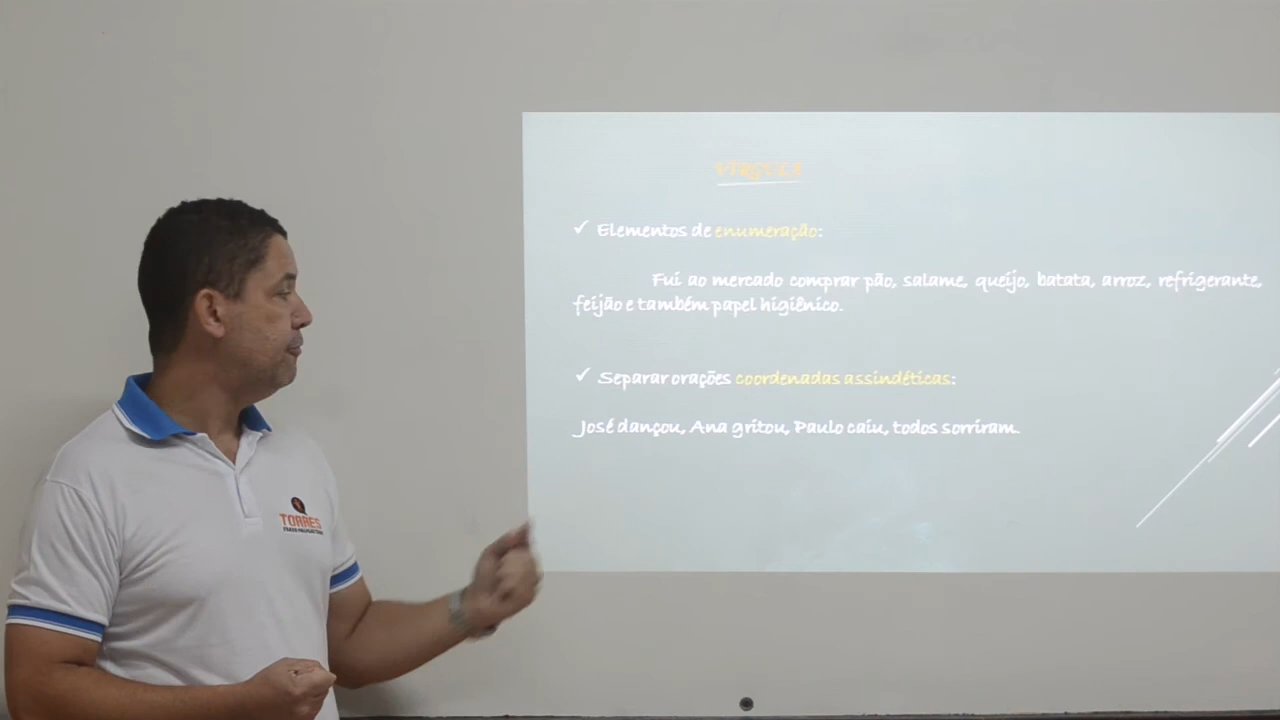 VÍRGULA
✓ Elementos de enumeração:
Fui ao mercado comprar pão, salame, queijo, batata, arroz, refrigerante,
feijão e também papel higiênico.
✓ Separar orações coordenadas assindéticas:
José dançou, Ana gritou, Paulo caiu, todos sorriram.
TORRES